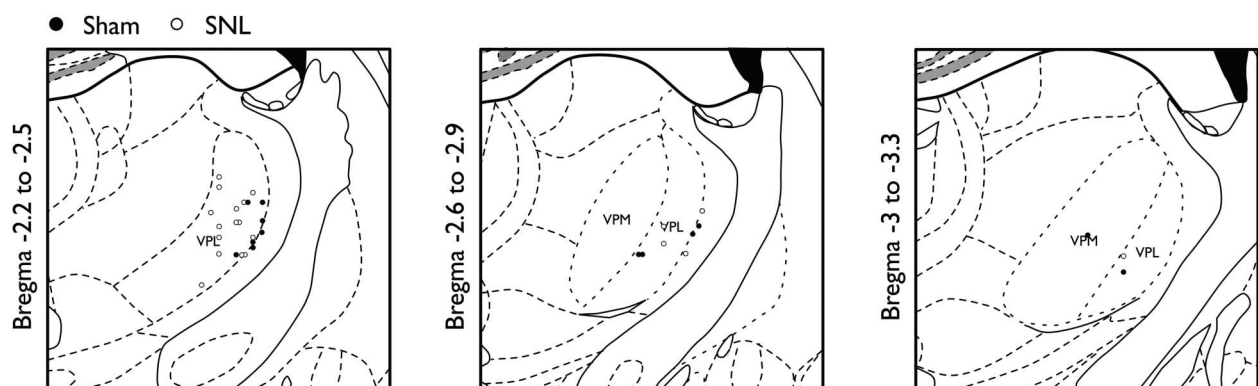 Sham SNL
Bregma -2.2 to -2.5
VPL
Bregma -2.6 to -2.9
VPM VPL
Bregma -3 to -3.3
VPM VPL